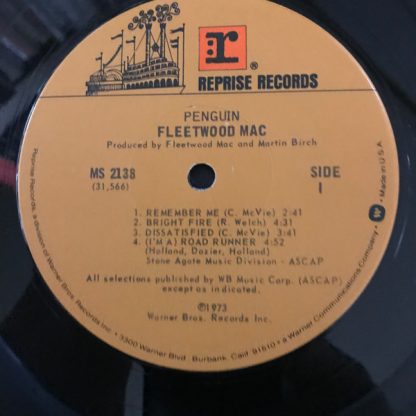 r
®
REPRISE RECORDS
PENGUIN
FLEETWOOD MAC
Produced by Fleetwood Mac and Martin Birch
MS 2138
(31,566)
SIDE
1
1. REMEMBER ME (C. McVie) 2:41
2. BRIGHT FIRE (R. Welch) 4:31
3. DISSATISFIED (C. McVie) 3:41
4. (I'M A) ROAD RUNNER 4:52
(Holland, Dozier, Holland)
Stone Agate Music Division - ASCAP
All selections published by WB Music Corp. (ASCAP)
except as indicated.
©1973
Warner Bros. Records Inc.
Reprise Records, a division of Warner Bros. Records Inc. • 3300 Warner Blvd. Burbank, Calif. 91510 • a Warner Communications Company • W • Made in U.S.A.